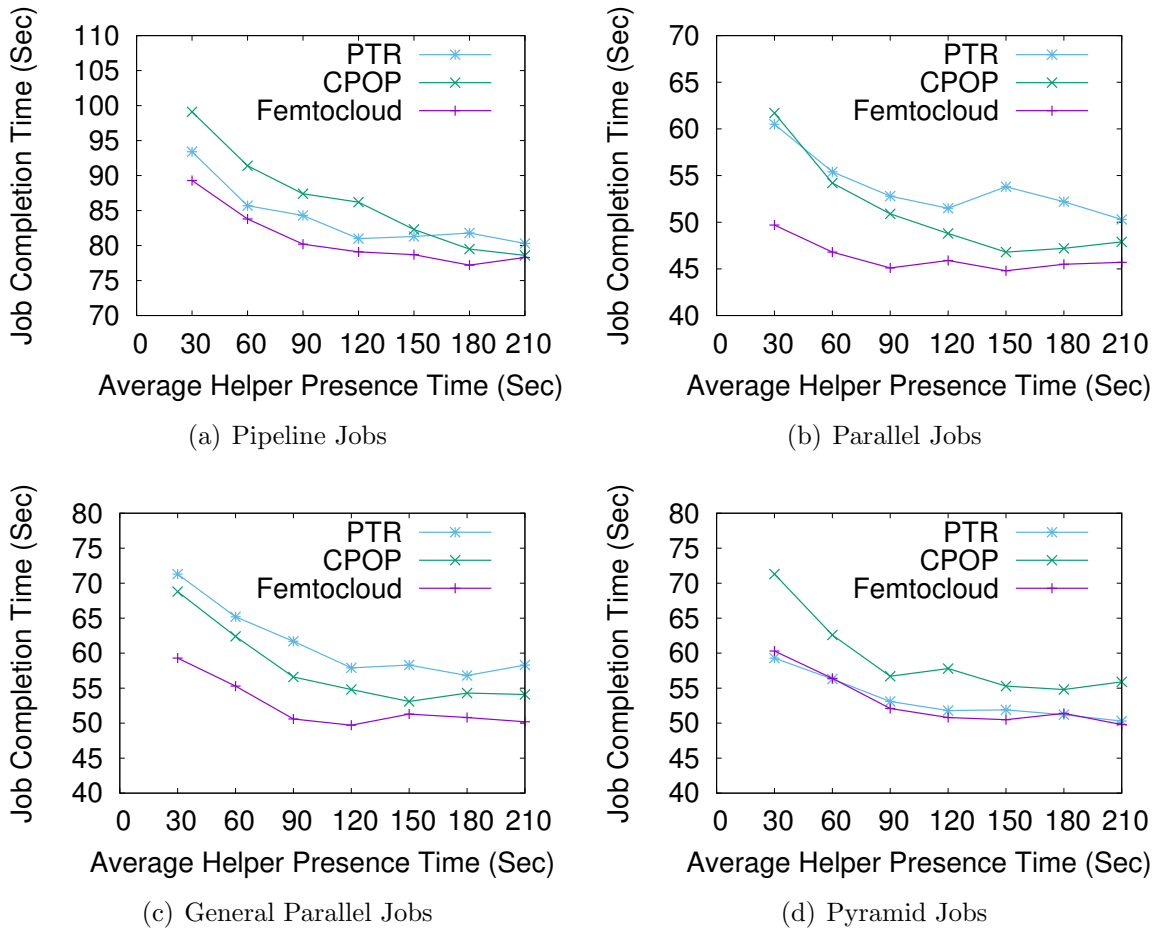 Job Completion Time (Sec)
110
105
100
95
90
85
80
75
70
PTR
CPOP
Femtocloud
0 30 60 90 120 150 180 210
Average Helper Presence Time (Sec)
(a) Pipeline Jobs
Job Completion Time (Sec)
70
65
60
55
50
45
40
PTR
CPOP
Femtocloud
0 30 60 90 120 150 180 210
Average Helper Presence Time (Sec)
(b) Parallel Jobs
Job Completion Time (Sec)
80
75
70
65
60
55
50
45
40
PTR
CPOP
Femtocloud
0 30 60 90 120 150 180 210
Average Helper Presence Time (Sec)
(c) General Parallel Jobs
Job Completion Time (Sec)
80
75
70
65
60
55
50
45
40
PTR
CPOP
Femtocloud
0 30 60 90 120 150 180 210
Average Helper Presence Time (Sec)
(d) Pyramid Jobs